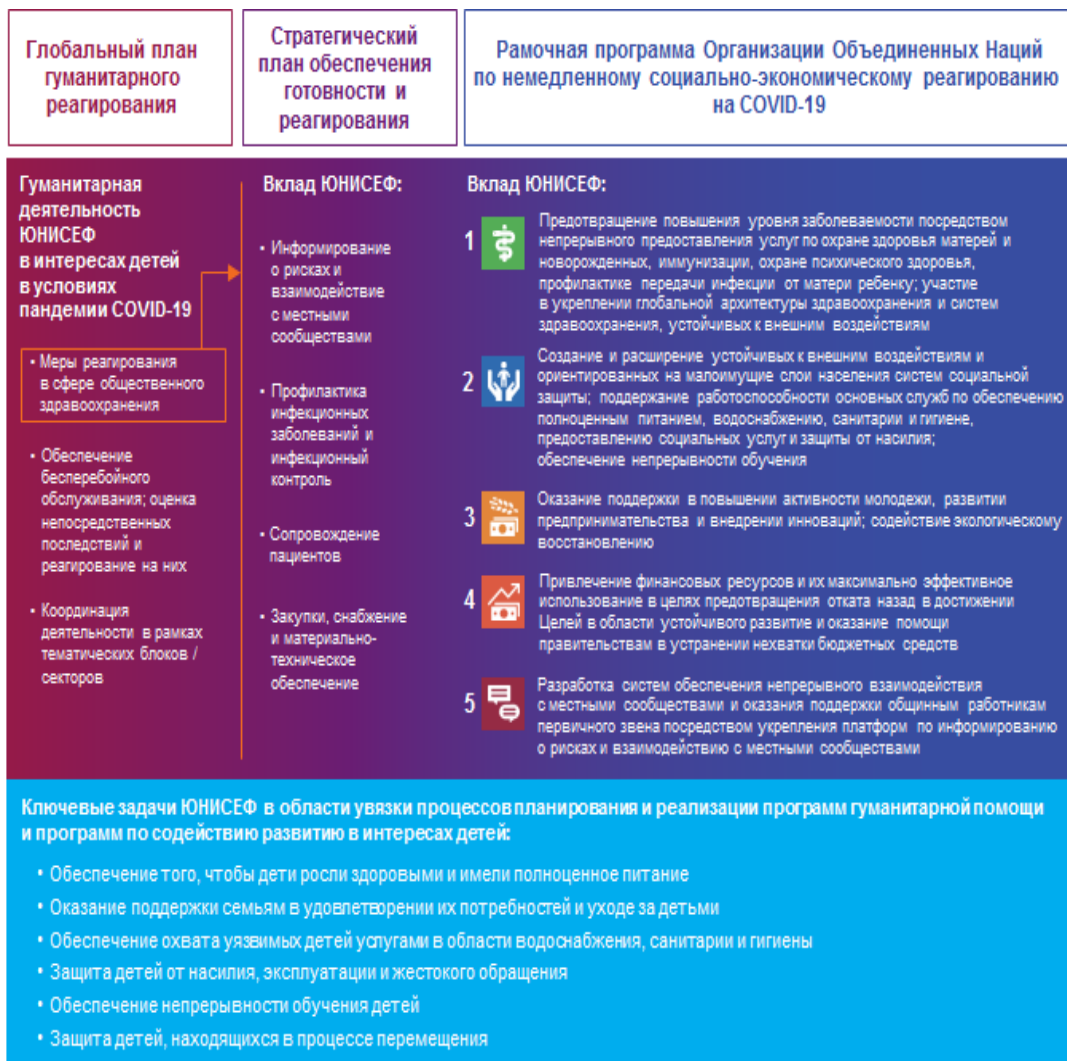 Глобальный план
гуманитарного
реагирования
Стратегический
план обеспечения
готовности и
реагирования
Рамочная программа Организации Объединенных Наций
по немедленному социально-экономическому реагированию
на COVID-19
Гуманитарная
деятельность
ЮНИСЕФ
в интересах детей
в условиях
пандемии COVID-19
• Меры реагирования
в сфере общественного
здравоохранения
• Обеспечение
бесперебойного
обслуживания; оценка
непосредственных
последствий и
реагирование на них
• Координация
деятельности в рамках
тематических блоков /
секторов
Вклад ЮНИСЕФ:
• Информирование
о рисках и
взаимодействие
с местными
сообществами
• Профилактика
инфекционных
заболеваний и
инфекционный
контроль
• Сопровождение
пациентов
• Закупки, снабжение
и материально-
техническое
обеспечение
Вклад ЮНИСЕФ:
1 Предотвращение повышения уровня заболеваемости посредством
непрерывного предоставления услуг по охране здоровья матерей и
новорожденных, иммунизации, охране психического здоровья,
профилактике передачи инфекции от матери ребенку; участие
в укреплении глобальной архитектуры здравоохранения и систем
здравоохранения, устойчивых к внешним воздействиям
2 Создание и расширение устойчивых к внешним воздействиям и
ориентированных на малоимущие слои населения систем социальной
защиты; поддержание работоспособности основных служб по обеспечению
полноценным питанием, водоснабжению, санитарии и гигиене,
предоставлению социальных услуг и защиты от насилия;
обеспечение непрерывности обучения
3 Оказание поддержки в повышении активности молодежи, развитии
предпринимательства и внедрении инноваций; содействие экологическому
восстановлению
4 Привлечение финансовых ресурсов и их максимально эффективное
использование в целях предотвращения отката назад в достижении
Целей в области устойчивого развитие и оказание помощи
правительствам в устранении нехватки бюджетных средств
5 Разработка систем обеспечения непрерывного взаимодействия
с местными сообществами и оказания поддержки общинным работникам
первичного звена посредством укрепления платформ по информированию
о рисках и взаимодействию с местными сообществами
Ключевые задачи ЮНИСЕФ в области увязки процессов планирования и реализации программ гуманитарной помощи
и программ по содействию развитию в интересах детей:
• Обеспечение того, чтобы дети росли здоровыми и имели полноценное питание
• Оказание поддержки семьям в удовлетворении их потребностей и уходе за детьми
• Обеспечение охвата уязвимых детей услугами в области водоснабжения, санитарии и гигиены
• Защита детей от насилия, эксплуатации и жестокого обращения
• Обеспечение непрерывности обучения детей
• Защита детей, находящихся в процессе перемещения